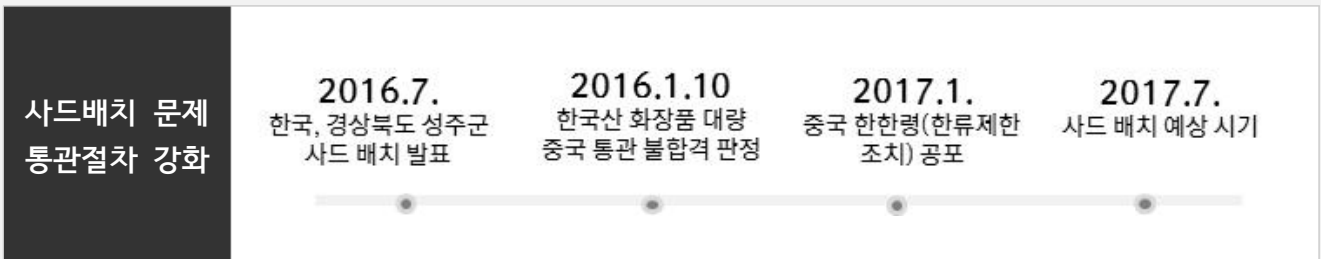 사드배치 문제
통관절차 강화
2016.7.
한국, 경상북도 성주군
사드 배치 발표
2016.1.10
한국산 화장품 대량
중국 통관 불합격 판정
2017.1.
중국 한한령(한류제한
조치) 공포
2017.7.
사드 배치 예상 시기